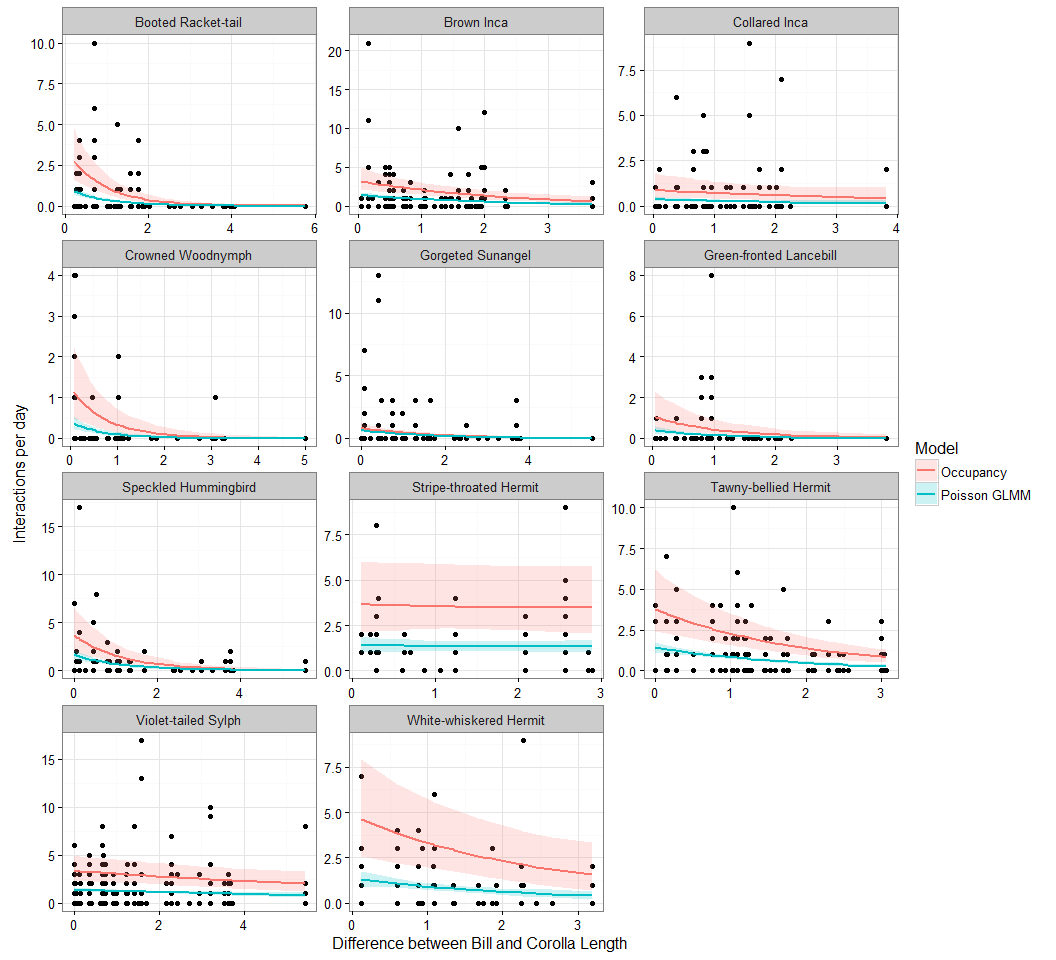 Booted Racket-tail Brown Inca Collared Inca
10.0 7.5 5.0 2.5 0.0
0 2 4 6
20 15 10 5 0
0 1 2 3
7.5 5.0 2.5 0.0
0 1 2 3 4
Crowned Woodnymph Gorgeted Sunangel Green-fronted Lancebill
4 3 2 1 0
0 1 2 3 4 5
10 5 0
0 2 4
8 6 4 2 0
0 1 2 3
Speckled Hummingbird Stripe-throated Hermit Tawny-bellied Hermit
15 10 5 0
0 2 4
7.5 5.0 2.5 0.0
0 1 2 3
10.0 7.5 5.0 2.5 0.0
0 1 2 3
Violet-tailed Sylph White-whiskered Hermit
15 10 5 0
0 2 4
7.5 5.0 2.5 0.0
0 1 2 3
Interactions per day
Difference between Bill and Corolla Length
Model
Occupancy
Poisson GLMM